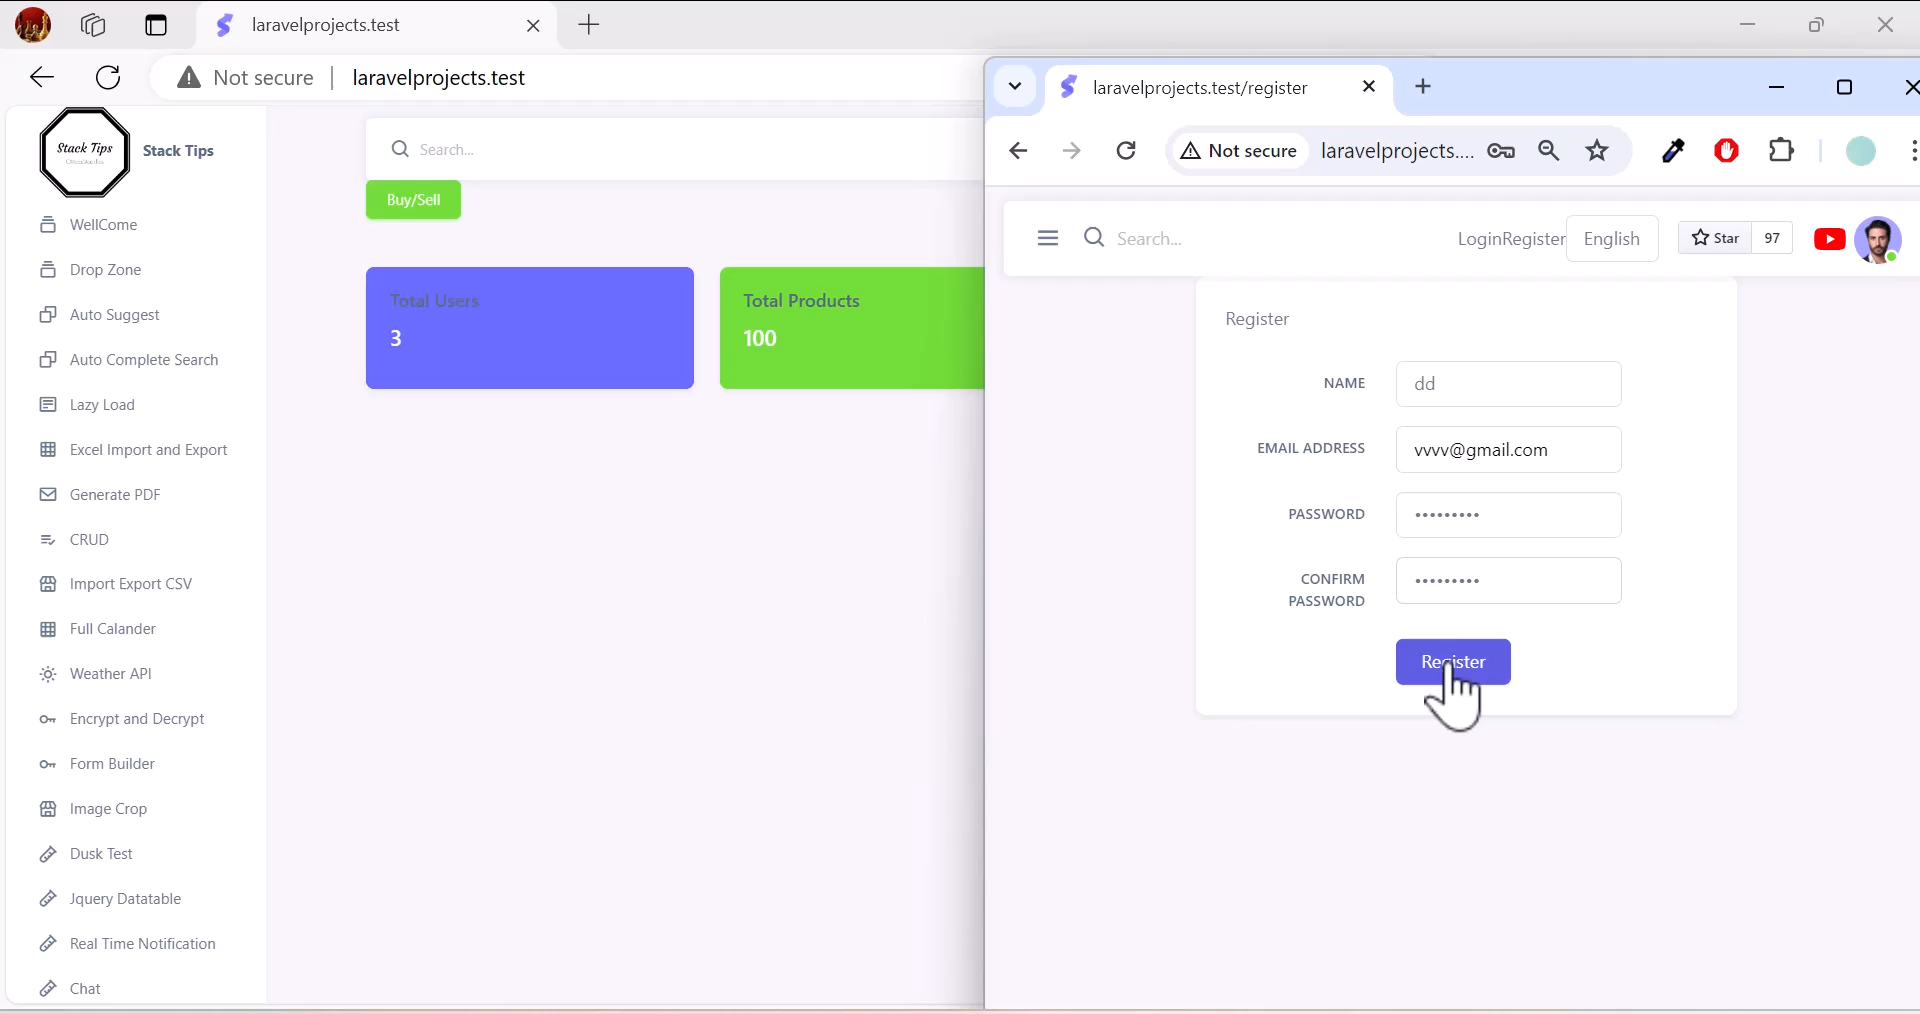 laravelprojects.test
Not secure
laravelprojects.test
Stack Tips
Stack Tips
WellCome
Drop Zone
Auto Suggest
Auto Complete Search
Lazy Load
Excel Import and Export
Generate PDF
CRUD
Import Export CSV
Full Calander
Weather API
Encrypt and Decrypt
Form Builder
Image Crop
Dusk Test
Jquery Datatable
Real Time Notification
Chat
Search...
Buy/Sell
Total Users
3
Total Products
100
laravelprojects.test/register
Not secure
laravelprojects....
Search...
LoginRegister
English
Star
97
Register
NAME
dd
EMAIL ADDRESS
vvvv@gmail.com
PASSWORD
•••••••••
CONFIRM
PASSWORD
•••••••••
Register